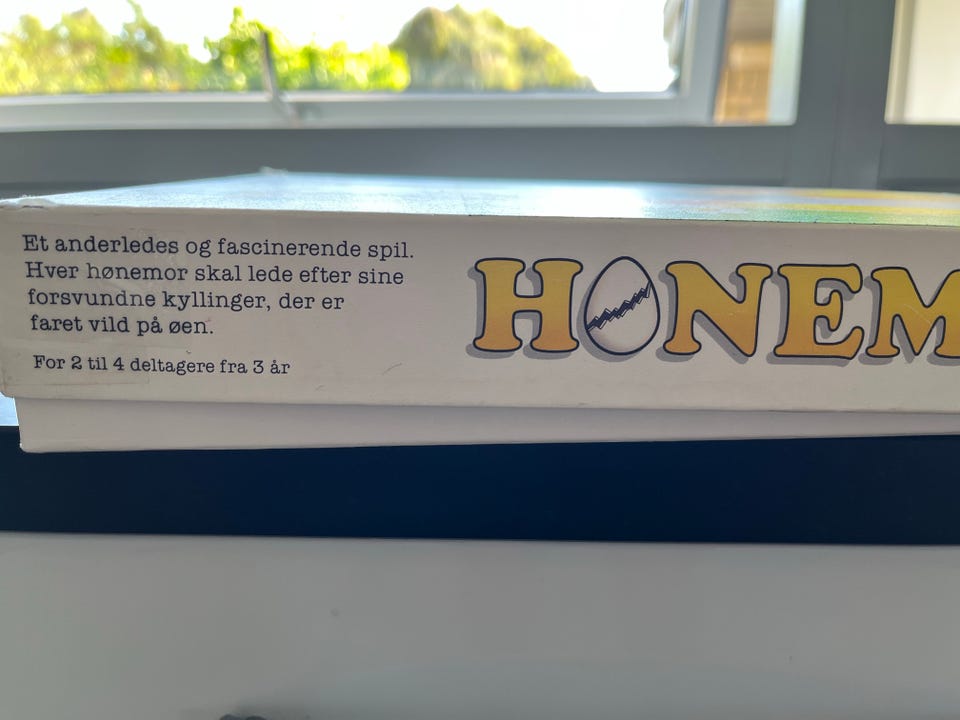 Et anderledes og fascinerende spil.
Hver hønemor skal lede efter sine
forsvundne kyllinger, der er
faret vild på øen.
For 2 til 4 deltagere fra 3 år
HØNEM